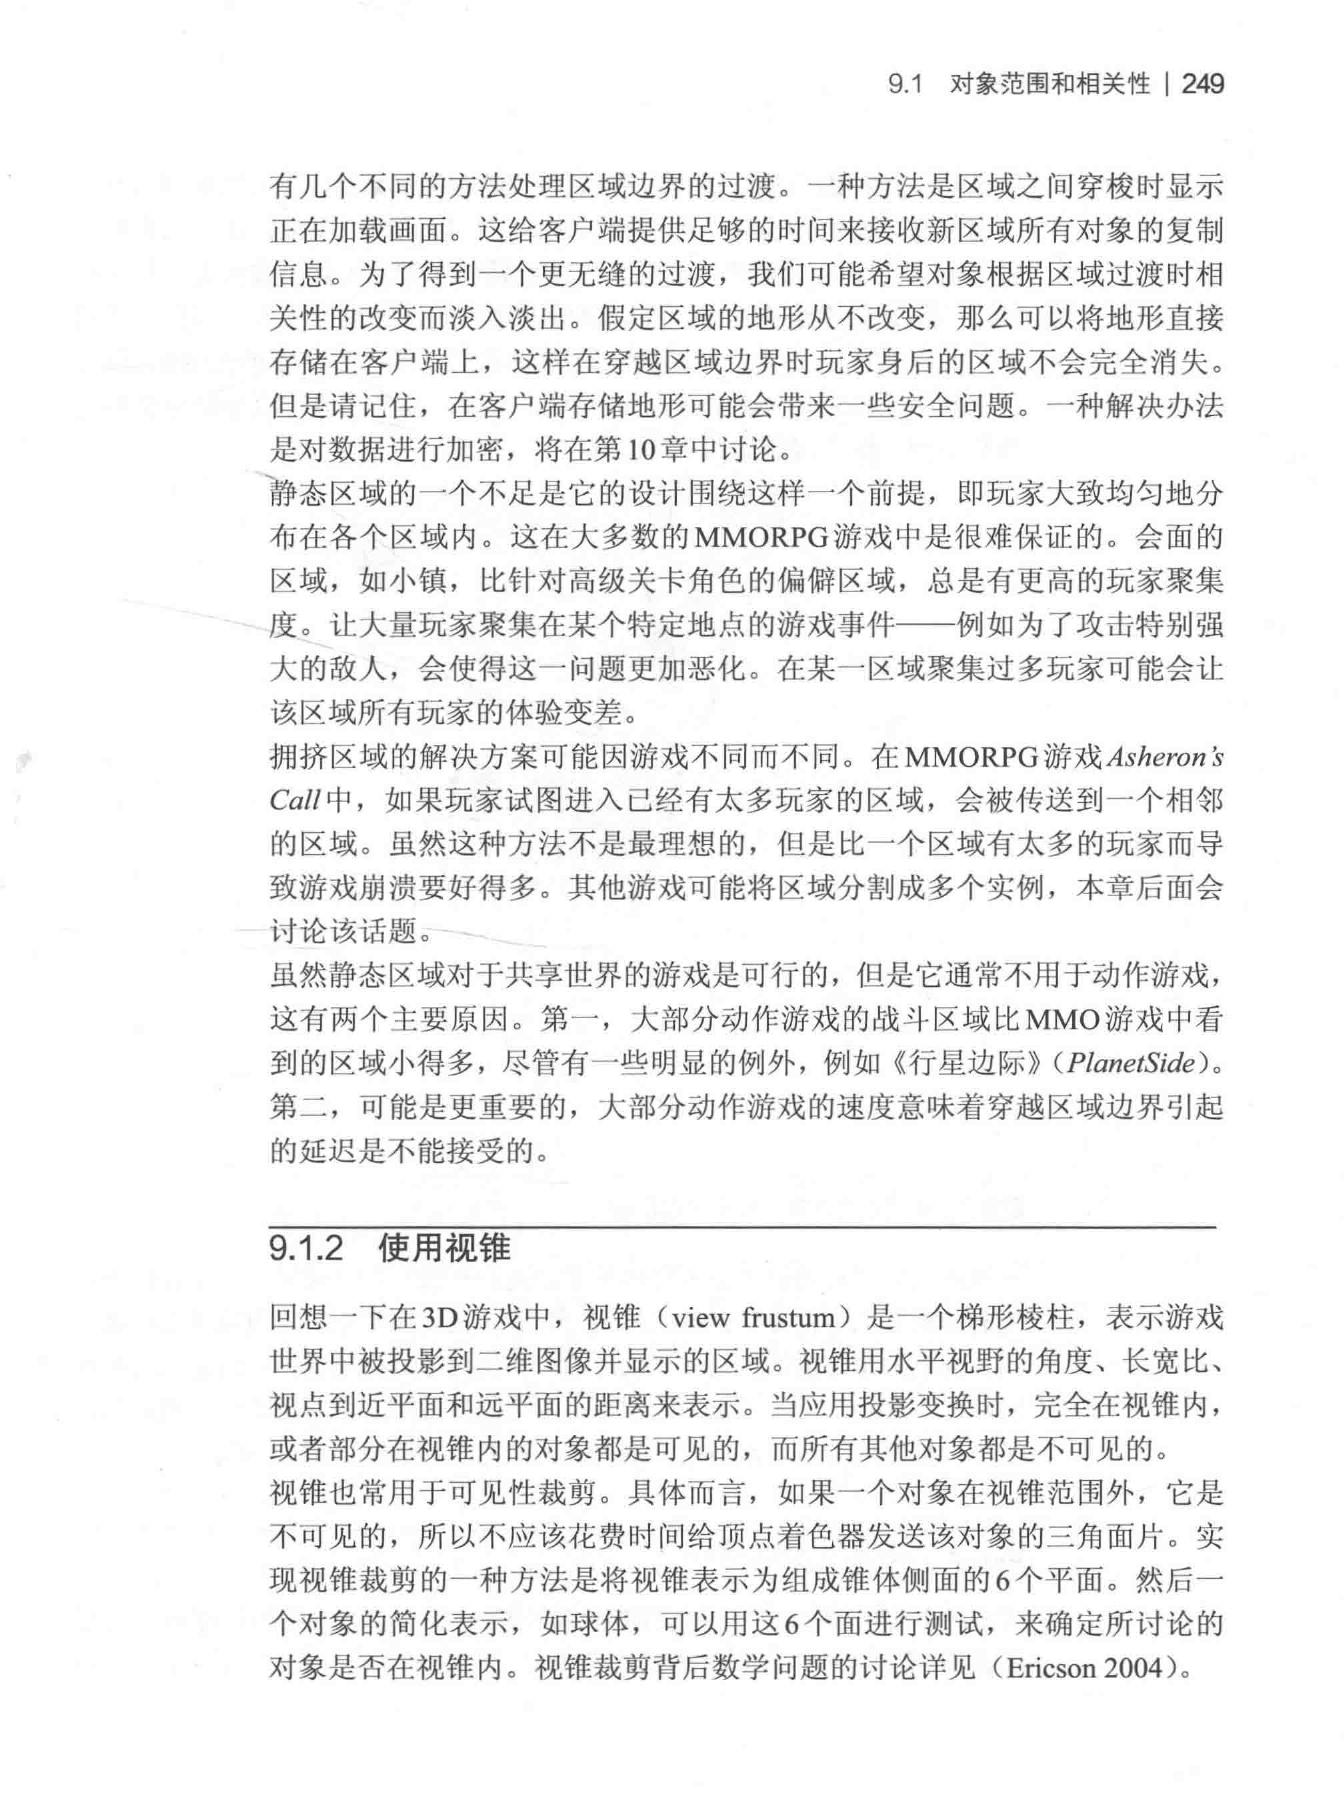 9.1 对象范围和相关性 | 249
有几个不同的方法处理区域边界的过渡。一种方法是区域之间穿梭时显示
正在加载画面。这给客户端提供足够的时间来接收新区域所有对象的复制
信息。为了得到一个更无缝的过渡，我们可能希望对象根据区域过渡时相
关性的改变而淡入淡出。假定区域的地形从不改变，那么可以将地形直接
存储在客户端上，这样在穿越区域边界时玩家身后的区域不会完全消失。
但是请记住，在客户端存储地形可能会带来一些安全问题。一种解决办法
是对数据进行加密，将在第10章中讨论。
静态区域的一个不足是它的设计围绕这样一个前提，即玩家大致均匀地分
布在各个区域内。这在大多数的MMORPG游戏中是很难保证的。会面的
区域，如小镇，比针对高级关卡角色的偏僻区域，总是有更高的玩家聚集
度。让大量玩家聚集在某个特定地点的游戏事件——例如为了攻击特别强
大的敌人，会使得这一问题更加恶化。在某一区域聚集过多玩家可能会让
该区域所有玩家的体验变差。
拥挤区域的解决方案可能因游戏不同而不同。在MMORPG游戏Asheron's
Call中，如果玩家试图进入已经有太多玩家的区域，会被传送到一个相邻
的区域。虽然这种方法不是最理想的，但是比一个区域有太多的玩家而导
致游戏崩溃要好得多。其他游戏可能将区域分割成多个实例，本章后面会
讨论该话题。
虽然静态区域对于共享世界的游戏是可行的，但是它通常不用于动作游戏，
这有两个主要原因。第一，大部分动作游戏的战斗区域比MMO游戏中看
到的区域小得多，尽管有一些明显的例外，例如《行星边际》（PlanetSide）。
第二，可能是更重要的，大部分动作游戏的速度意味着穿越区域边界引起
的延迟是不能接受的。
9.1.2 使用视锥
回想一下在3D游戏中，视锥（view frustum）是一个梯形棱柱，表示游戏
世界中被投影到二维图像并显示的区域。视锥用水平视野的角度、长宽比、
视点到近平面和远平面的距离来表示。当应用投影变换时，完全在视锥内，
或者部分在视锥内的对象都是可见的，而所有其他对象都是不可见的。
视锥也常用于可见性裁剪。具体而言，如果一个对象在视锥范围外，它是
不可见的，所以不应该花费时间给顶点着色器发送该对象的三角面片。实
现视锥裁剪的一种方法是将视锥表示为组成锥体侧面的6个平面。然后一
个对象的简化表示，如球体，可以用这6个面进行测试，来确定所讨论的
对象是否在视锥内。视锥裁剪背后数学问题的讨论详见（Ericson 2004）。